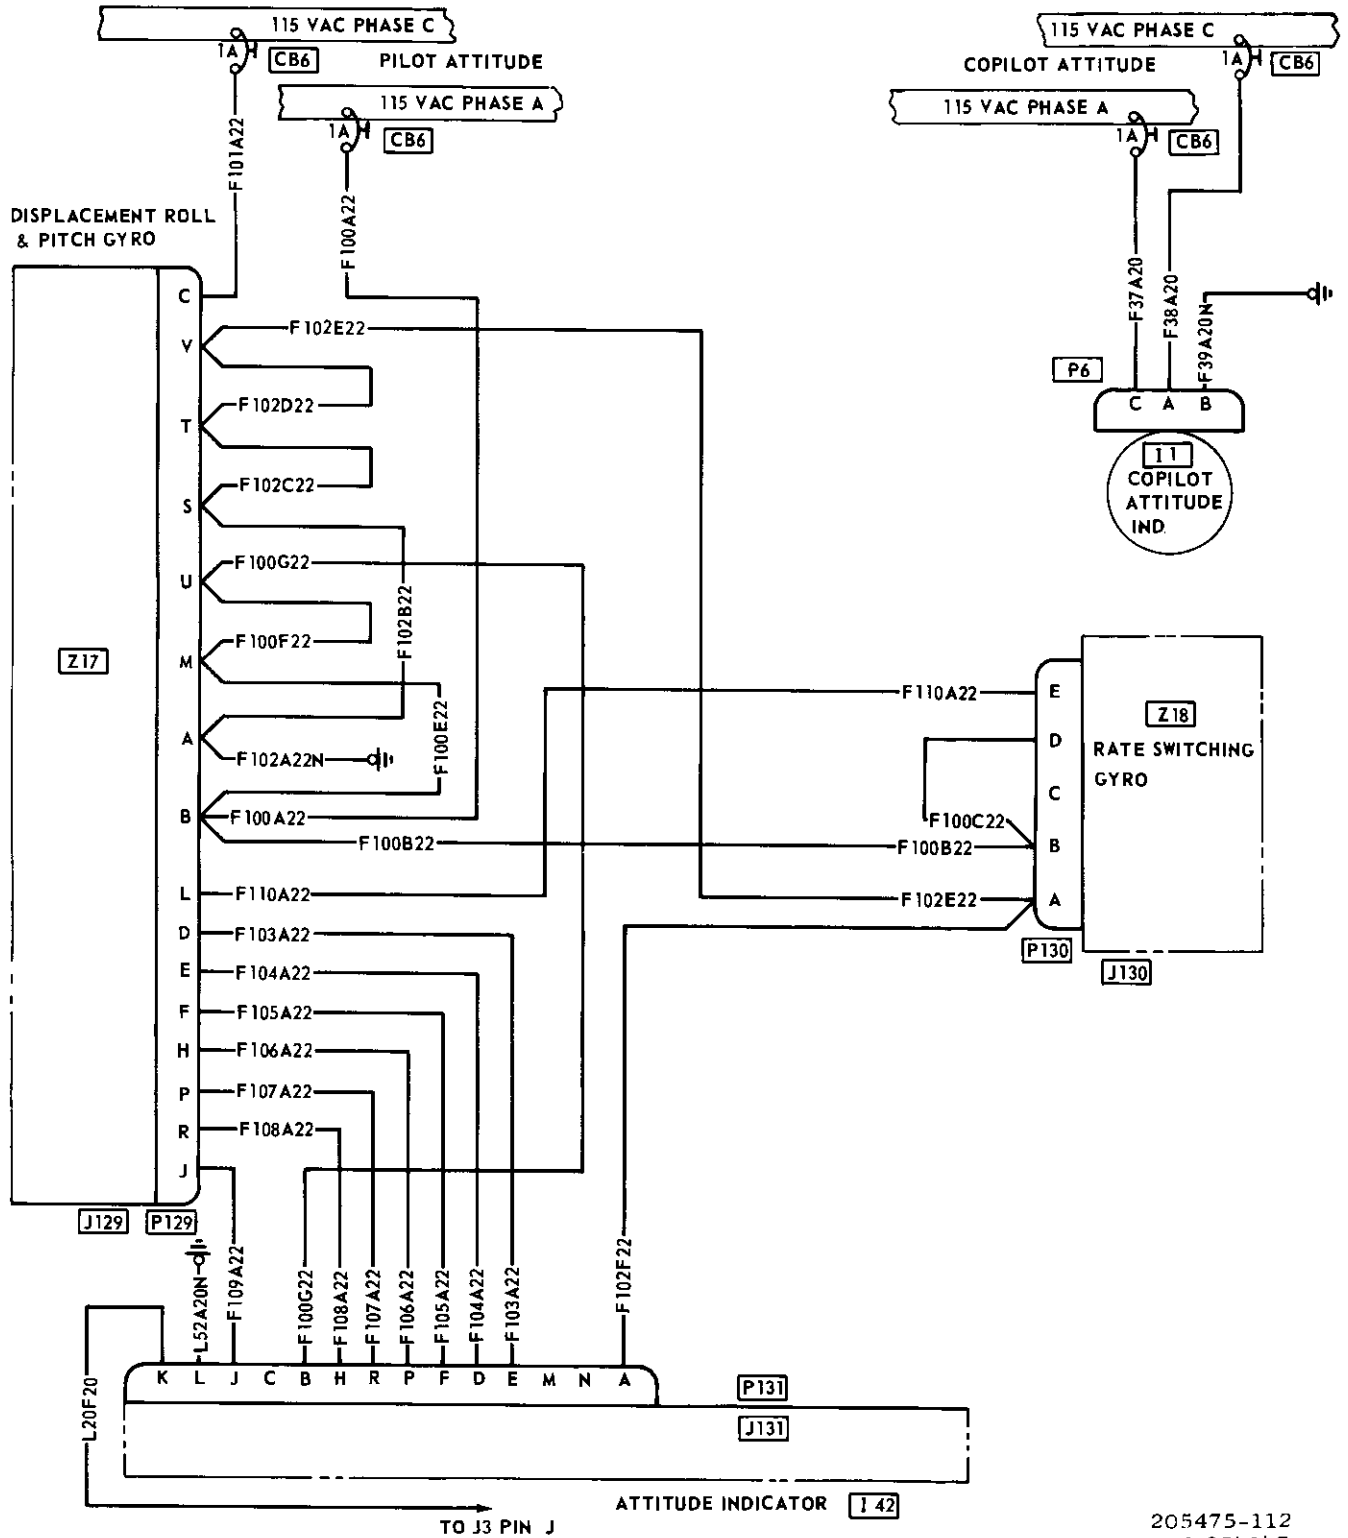 115 VAC PHASE C
1A
CB6
PILOT ATTITUDE
115 VAC PHASE A
1A
CB6
F101A22
F100A22
115 VAC PHASE C
1A
CB6
COPILOT ATTITUDE
115 VAC PHASE A
1A
CB6
F37A20
F38A20
F39A20N
P6
C A B
I 1
COPILOT
ATTITUDE
IND.
DISPLACEMENT ROLL
& PITCH GYRO
Z17
C
V
F102E22
F102D22
T
F102C22
S
U
F100G22
F102B22
F100F22
M
F100E22
A
F102A22N
B
F100A22
F100B22
L
F110A22
D
F103A22
E
F104A22
F
F105A22
H
F106A22
P
F107A22
R
F108A22
J
J129
P129
F110A22
E
D
C
F100C22
F100B22
B
F102E22
A
Z18
RATE SWITCHING
GYRO
P130
J130
L20F20
L52A20N
F109A22
F100G22
F108A22
F107A22
F106A22
F105A22
F104A22
F103A22
F102F22
K L J C B H R P F D E M N A
P131
J131
ATTITUDE INDICATOR
I 42
TO J3 PIN J
205475-112